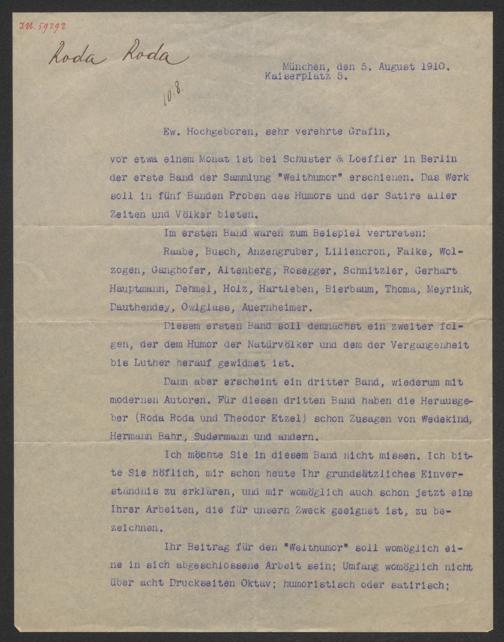 I.N. 59292
Roda Roda
München, den 5. August 1910.
Kaiserplatz 5.
10.8.
Ew. Hochgeboren, sehr verehrte Gräfin,
vor etwa einem Monat ist bei Schuster & Loeffler in Berlin
der erste Band der Sammlung "Welthumor" erschienen. Das Werk
soll in fünf Bänden Proben des Humors und der Satire aller
Zeiten und Völker bieten.
Im ersten Band waren zum Beispiel vertreten:
Raabe, Busch, Anzengruber, Liliencron, Falke, Wol-
zogen, Ganghofer, Altenberg, Rosegger, Schnitzler, Gerhart
Hauptmann, Dehmel, Holz, Hartleben, Bierbaum, Thoma, Meyrink,
Dauthendey, Owlglass, Auernheimer.
Diesem ersten Band soll demnächst ein zweiter fol-
gen, der dem Humor der Natürvölker und dem der Vergangenheit
bis Luther herauf gewidmet ist.
Dann aber erscheint ein dritter Band, wiederum mit
modernen Autoren. Für diesen dritten Band haben die Herausge-
ber (Roda Roda und Theodor Etzel) schon Zusagen von Wedekind,
Hermann Bahr, Sudermann und andern.
Ich möchte Sie in diesem Band nicht missen. Ich bit-
te Sie höflich, mir schon heute Ihr grundsätzliches Einver-
ständnis zu erklären, und mir womöglich auch schon jetzt eine
Ihrer Arbeiten, die für unsern Zweck geeignet ist, zu be-
zeichnen.
Ihr Beitrag für den "Welthumor" soll womöglich ei-
ne in sich abgeschlossene Arbeit sein; Umfang womöglich nicht
über acht Druckseiten Oktav; humoristisch oder satirisch;